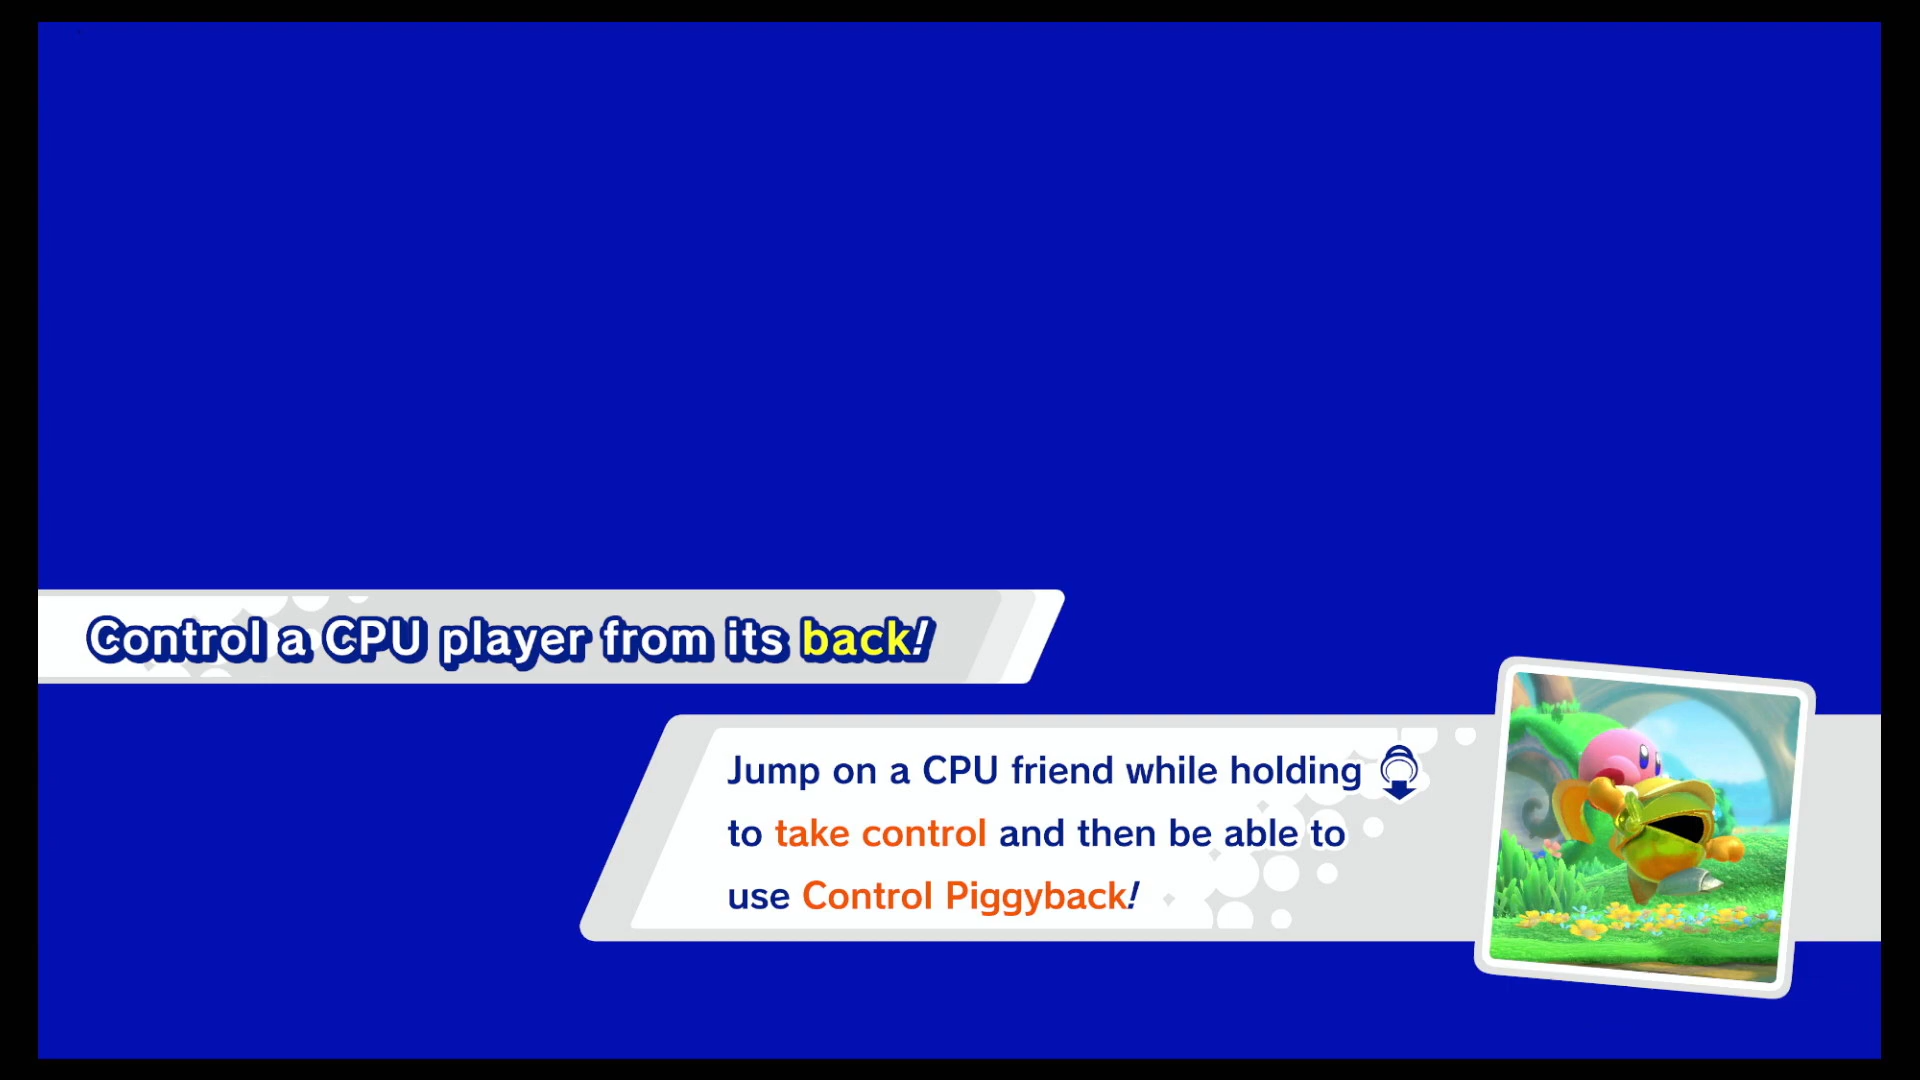 Control a CPU player from its back!
Jump on a CPU friend while holding
to take control and then be able to
use Control Piggyback!